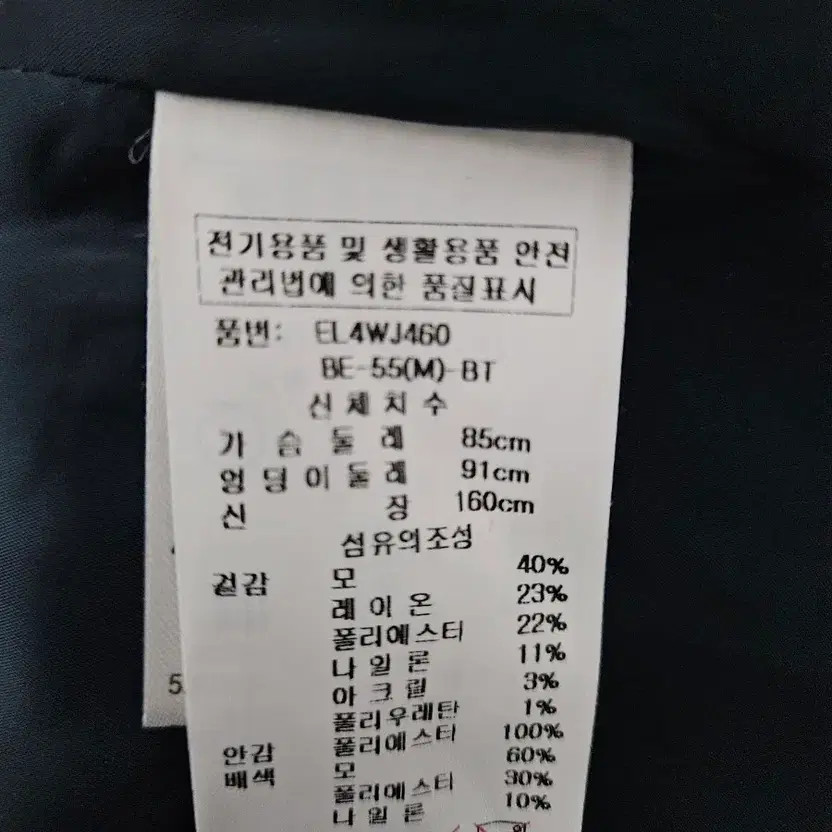 전기용품 및 생활용품 안전
관리법에 의한 품질표시
품번: EL4WJ460
BE-55(M)-BT
신체치수
가슴둘레 85cm
엉덩이둘레 91cm
신장 160cm
섬유의조성
겉감 모 40%
레이온 23%
폴리에스터 22%
나일론 11%
아크릴 3%
폴리우레탄 1%
안감 폴리에스터 100%
배색 모 60%
폴리에스터 30%
나일론 10%